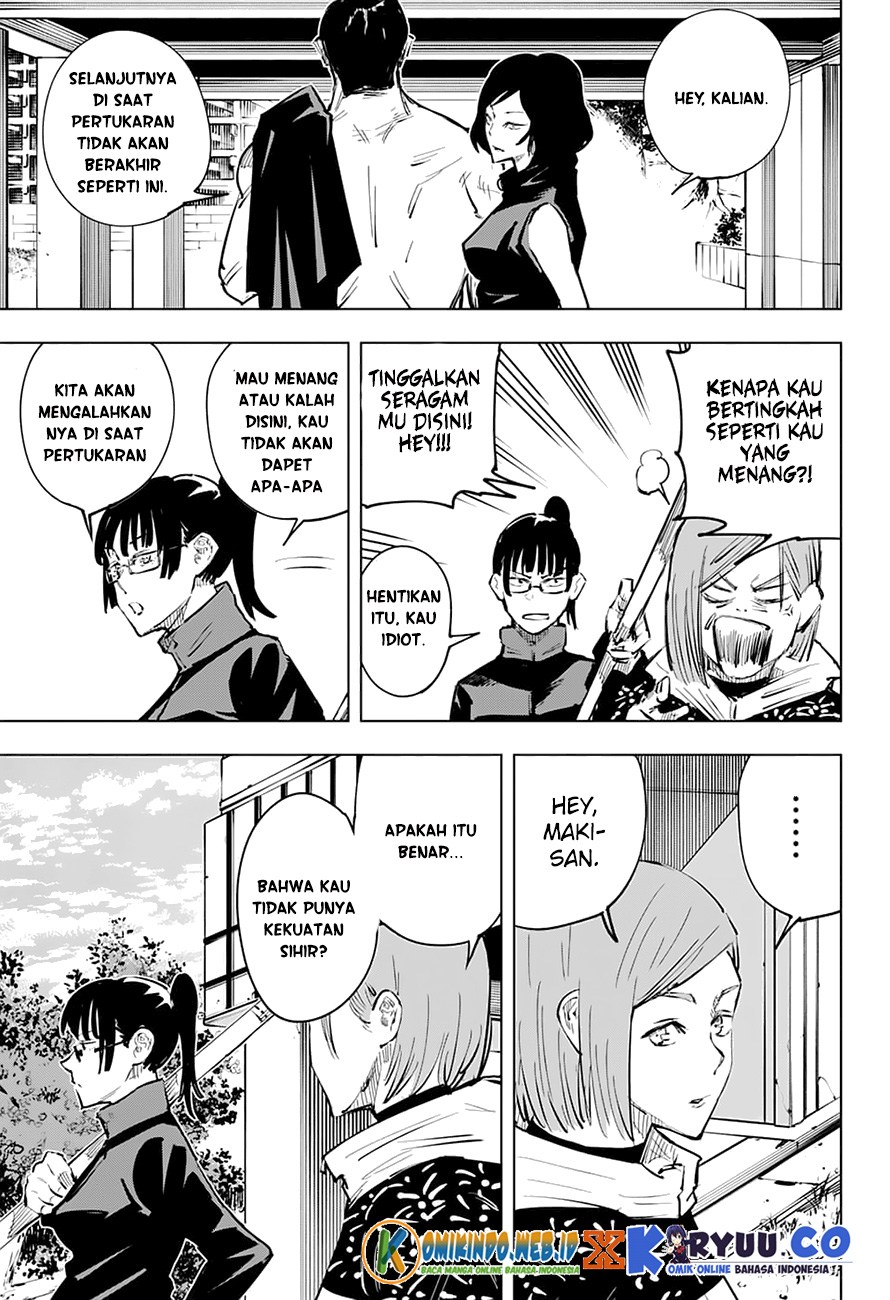 HEY, KALIAN.
SELANJUTNYA
DI SAAT
PERTUKARAN
TIDAK AKAN
BERAKHIR
SEPERTI INI.
KENAPA KAU
BERTINGKAH
SEPERTI KAU
YANG
MENANG?!
TINGGALKAN
SERAGAM
MU DISINI!
HEY!!!
HENTIKAN
ITU, KAU
IDIOT.
MAU MENANG
ATAU KALAH
DISINI, KAU
TIDAK AKAN
DAPET
APA-APA
KITA AKAN
MENGALAHKAN
NYA DI SAAT
PERTUKARAN
......
HEY,
MAKI-
SAN.
APAKAH ITU
BENAR...
BAHWA KAU
TIDAK PUNYA
KEKUATAN
SIHIR?
KOMIKINDO.WEB.ID X KIRYUU.CO
BACA MANGA ONLINE BAHASA INDONESIA
KOMIK ONLINE BAHASA INDONESIA